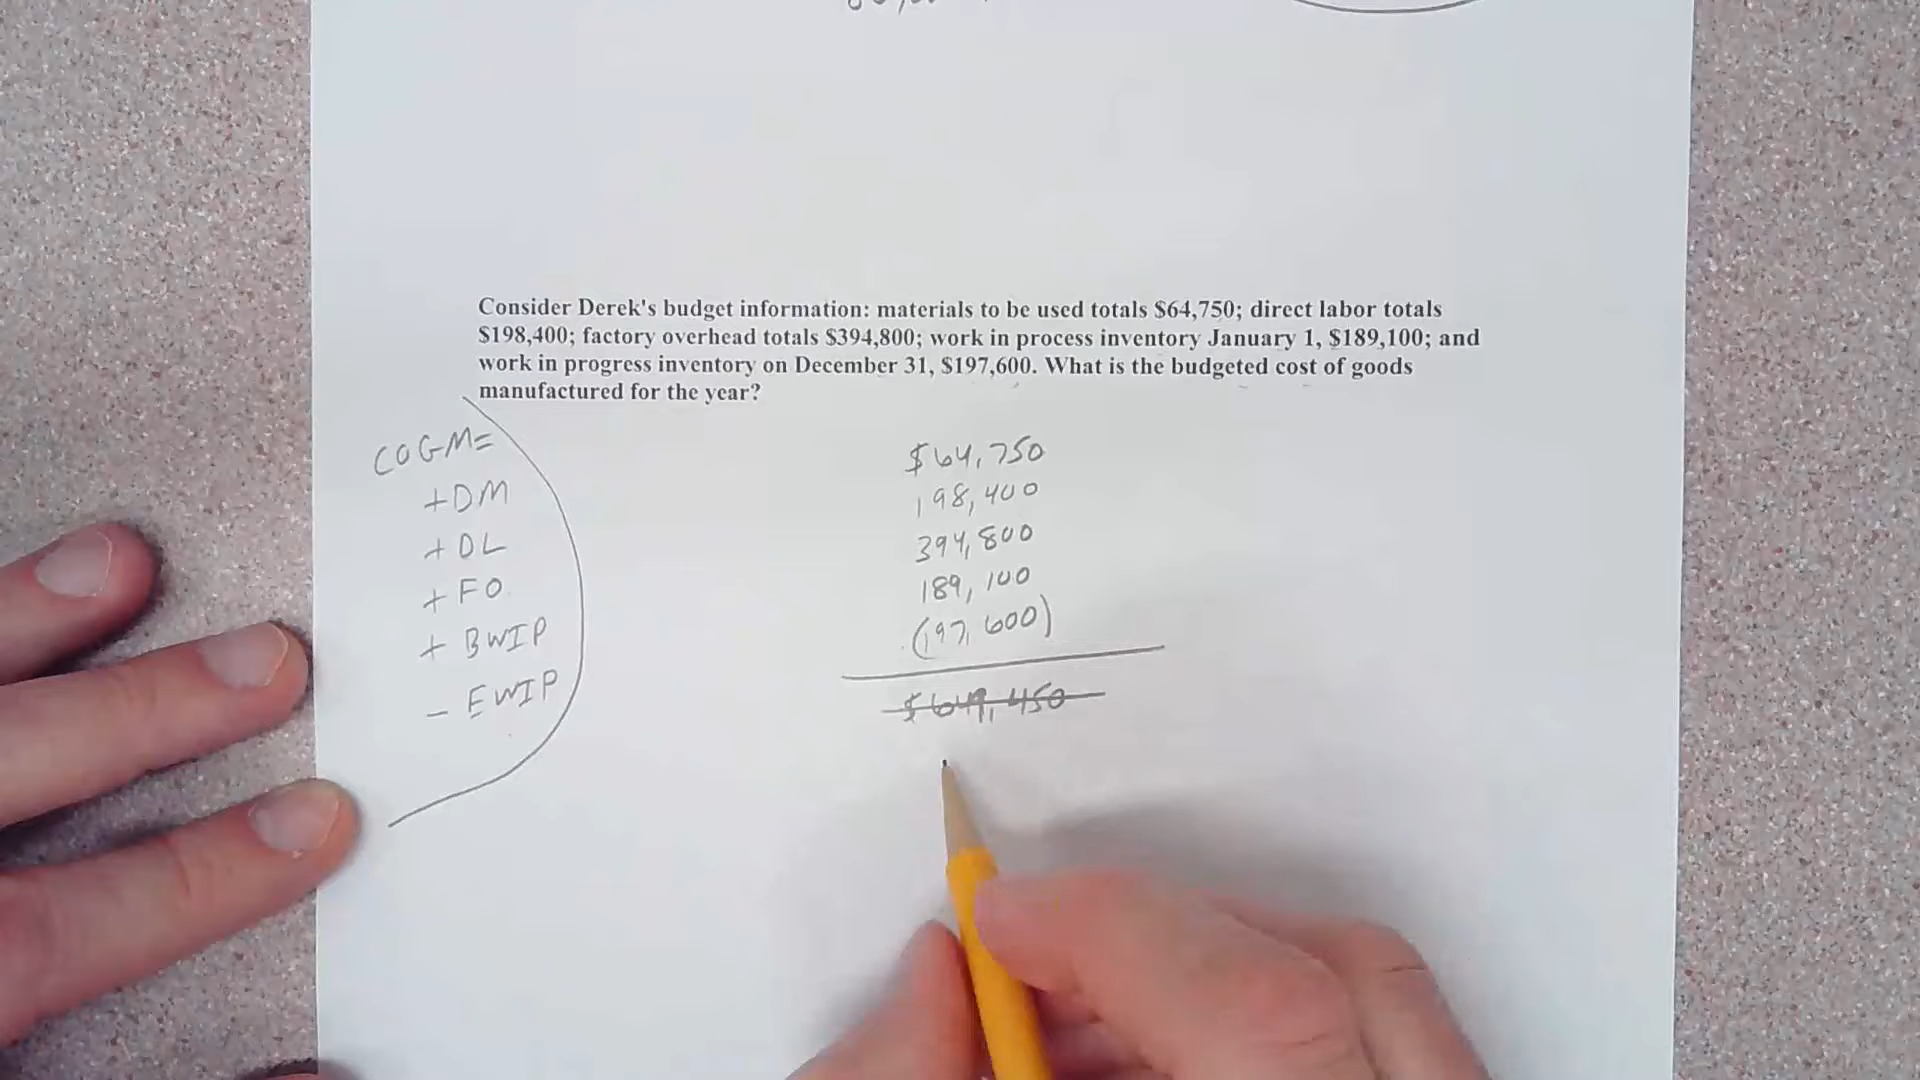 Consider Derek's budget information: materials to be used totals $64,750; direct labor totals
$198,400; factory overhead totals $394,800; work in process inventory January 1, $189,100; and
work in progress inventory on December 31, $197,600. What is the budgeted cost of goods
manufactured for the year?
COGM=
+DM
+DL
+FO
+ BWIP
- EWIP
$64,750
198,400
394,800
189,100
(197,600)
$649,450